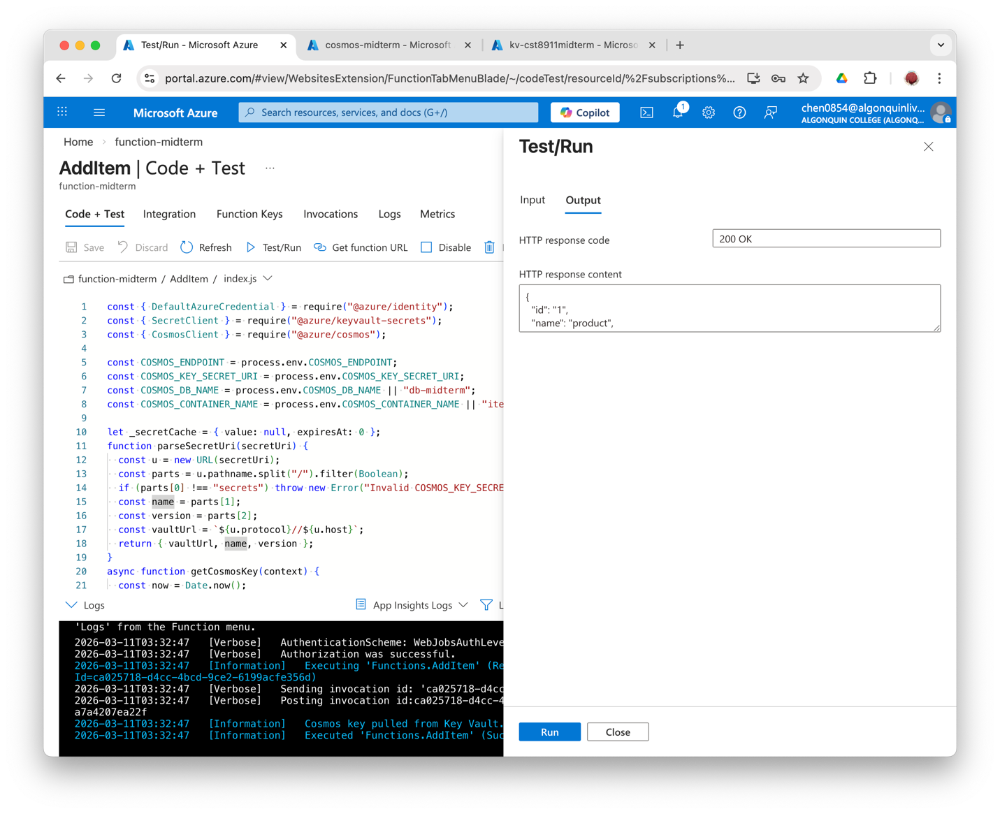 Test/Run - Microsoft Azure
cosmos-midterm - Microsoft
kv-cst8911midterm - Microso
portal.azure.com/#view/WebsitesExtension/FunctionTabMenuBlade/~/codeTest/resourceId/%2Fsubscriptions%...
Microsoft Azure
Search resources, services, and docs (G+/)
Copilot
1
chen0854@algonquinliv...
ALGONQUIN COLLEGE (ALGONQ...
Home > function-midterm
AddItem | Code + Test ...
function-midterm
Code + Test Integration Function Keys Invocations Logs Metrics
Save Discard Refresh Test/Run Get function URL Disable
function-midterm / AddItem / index.js
1 const { DefaultAzureCredential } = require("@azure/identity");
2 const { SecretClient } = require("@azure/keyvault-secrets");
3 const { CosmosClient } = require("@azure/cosmos");
4
5 const COSMOS_ENDPOINT = process.env.COSMOS_ENDPOINT;
6 const COSMOS_KEY_SECRET_URI = process.env.COSMOS_KEY_SECRET_URI;
7 const COSMOS_DB_NAME = process.env.COSMOS_DB_NAME || "db-midterm";
8 const COSMOS_CONTAINER_NAME = process.env.COSMOS_CONTAINER_NAME || "ite
9
10 let _secretCache = { value: null, expiresAt: 0 };
11 function parseSecretUri(secretUri) {
12 const u = new URL(secretUri);
13 const parts = u.pathname.split("/").filter(Boolean);
14 if (parts[0] !== "secrets") throw new Error("Invalid COSMOS_KEY_SECRE
15 const name = parts[1];
16 const version = parts[2];
17 const vaultUrl = `${u.protocol}//${u.host}`;
18 return { vaultUrl, name, version };
19 }
20 async function getCosmosKey(context) {
21 const now = Date.now();
Logs App Insights Logs L
'Logs' from the Function menu.
2026-03-11T03:32:47 [Verbose] AuthenticationScheme: WebJobsAuthLeve
2026-03-11T03:32:47 [Verbose] Authorization was successful.
2026-03-11T03:32:47 [Information] Executing 'Functions.AddItem' (Re
Id=ca025718-d4cc-4bcd-9ce2-6199acfe356d)
2026-03-11T03:32:47 [Verbose] Sending invocation id: 'ca025718-d4cc
2026-03-11T03:32:47 [Verbose] Posting invocation id:ca025718-d4cc-4
a7a4207ea22f
2026-03-11T03:32:47 [Information] Cosmos key pulled from Key Vault.
2026-03-11T03:32:47 [Information] Executed 'Functions.AddItem' (Suc
Test/Run
Input Output
HTTP response code
200 OK
HTTP response content
{
"id": "1",
"name": "product",
Run Close